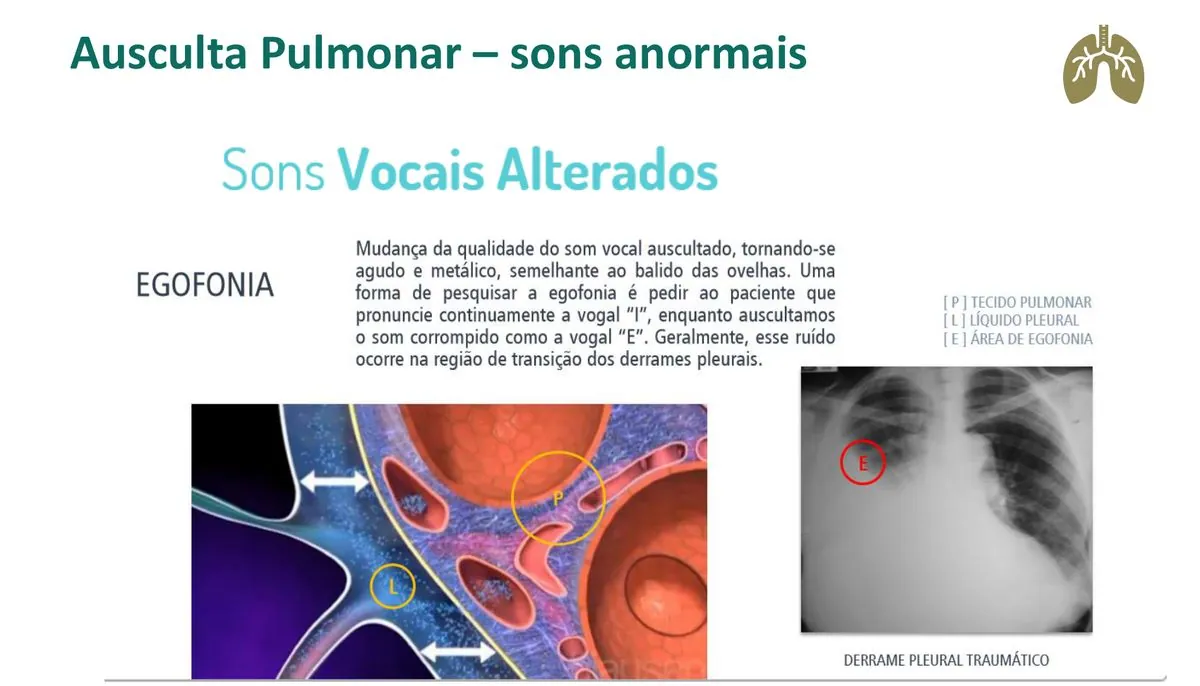 Ausculta Pulmonar – sons anormais
Sons Vocais Alterados
EGOFONIA
Mudança da qualidade do som vocal auscultado, tornando-se
agudo e metálico, semelhante ao balido das ovelhas. Uma
forma de pesquisar a egofonia é pedir ao paciente que
pronuncie continuamente a vogal “I”, enquanto auscultamos
o som corrompido como a vogal “E”. Geralmente, esse ruído
ocorre na região de transição dos derrames pleurais.
[ P ] TECIDO PULMONAR
[ L ] LÍQUIDO PLEURAL
[ E ] ÁREA DE EGOFONIA
P
L
E
DERRAME PLEURAL TRAUMÁTICO